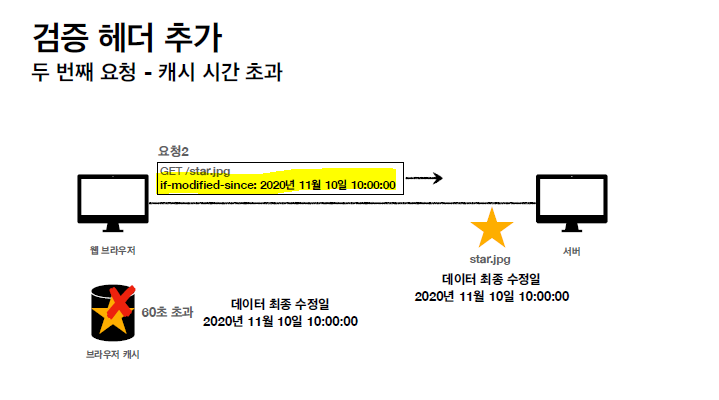 검증 헤더 추가
두 번째 요청 - 캐시 시간 초과
요청2
GET /star.jpg
if-modified-since: 2020년 11월 10일 10:00:00
웹 브라우저
서버
star.jpg
데이터 최종 수정일
2020년 11월 10일 10:00:00
60초 초과
데이터 최종 수정일
2020년 11월 10일 10:00:00
브라우저 캐시